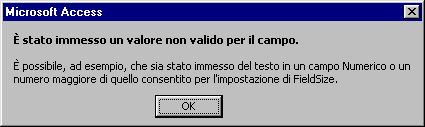 Microsoft Access
È stato immesso un valore non valido per il campo.
È possibile, ad esempio, che sia stato immesso del testo in un campo Numerico o un
numero maggiore di quello consentito per l'impostazione di FieldSize.
OK